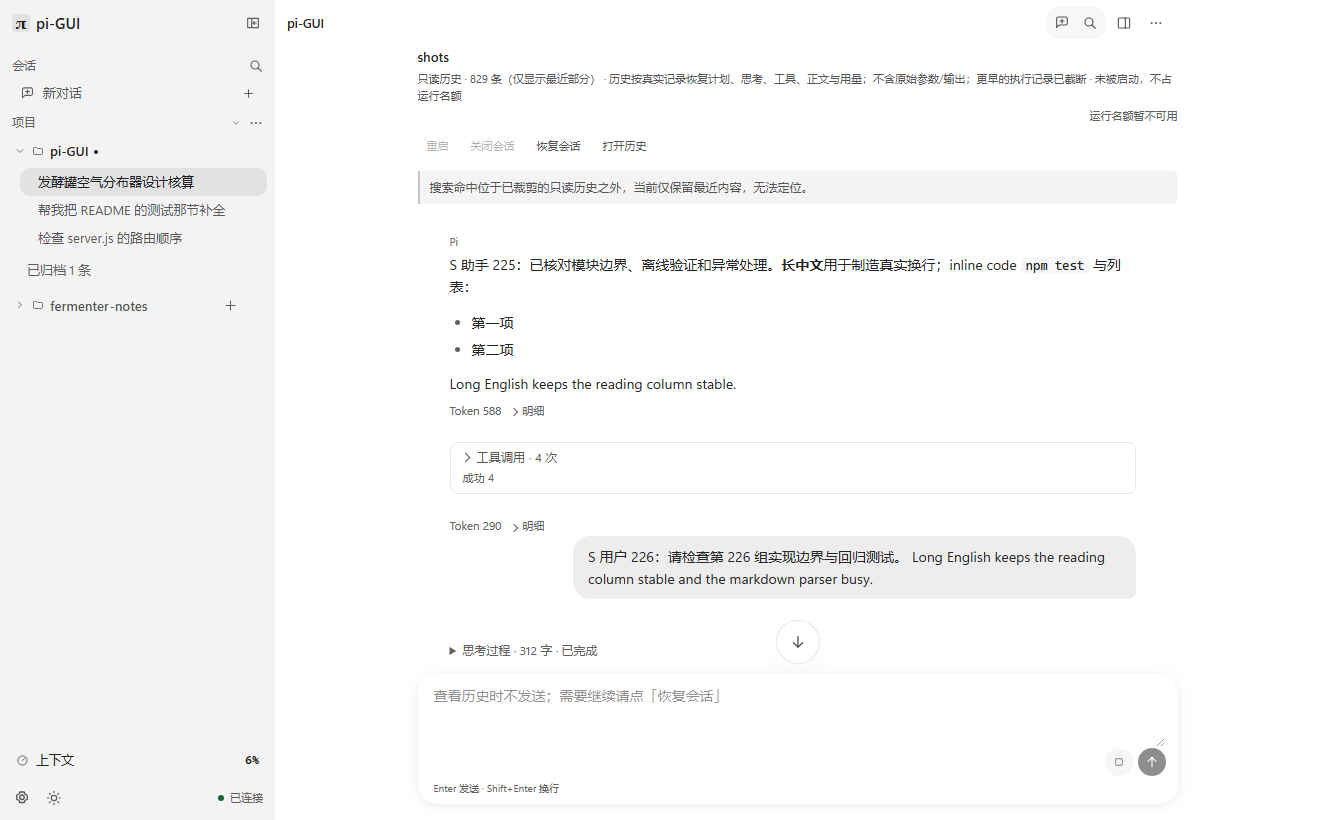 π pi-GUI
会话
新对话
项目
pi-GUI
发酵罐空气分布器设计核算
帮我把 README 的测试那节补全
检查 server.js 的路由顺序
已归档 1 条
fermenter-notes
上下文 6%
已连接
pi-GUI
shots
只读历史 · 829 条（仅显示最近部分） · 历史按真实记录恢复计划、思考、工具、正文与用量；不含原始参数/输出；更早的执行记录已截断 · 未被启动，不占
运行名额
运行名额暂不可用
重启 关闭会话 恢复会话 打开历史
搜索命中位于已裁剪的只读历史之外，当前仅保留最近内容，无法定位。
Pi
S 助手 225：已核对模块边界、离线验证和异常处理。长中文用于制造真实换行；inline code npm test 与列
表：
第一项
第二项
Long English keeps the reading column stable.
Token 588 明细
工具调用 · 4 次
成功 4
Token 290 明细
S 用户 226：请检查第 226 组实现边界与回归测试。 Long English keeps the reading
column stable and the markdown parser busy.
思考过程 · 312 字 · 已完成
查看历史时不发送；需要继续请点「恢复会话」
Enter 发送 · Shift+Enter 换行